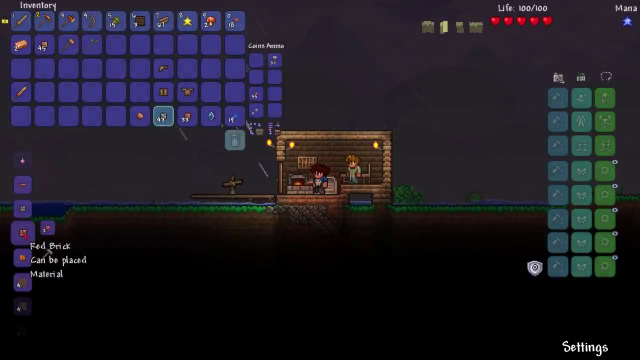 Inventory
Life: 100/100
Mana
Coins Ammo
Red Brick
Can be placed
Material
Settings